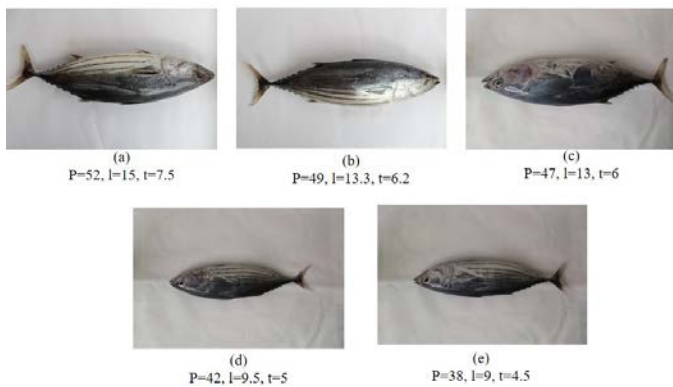 (a)
P=52, l=15, t=7.5
(b)
P=49, l=13.3, t=6.2
(c)
P=47, l=13, t=6
(d)
P=42, l=9.5, t=5
(e)
P=38, l=9, t=4.5